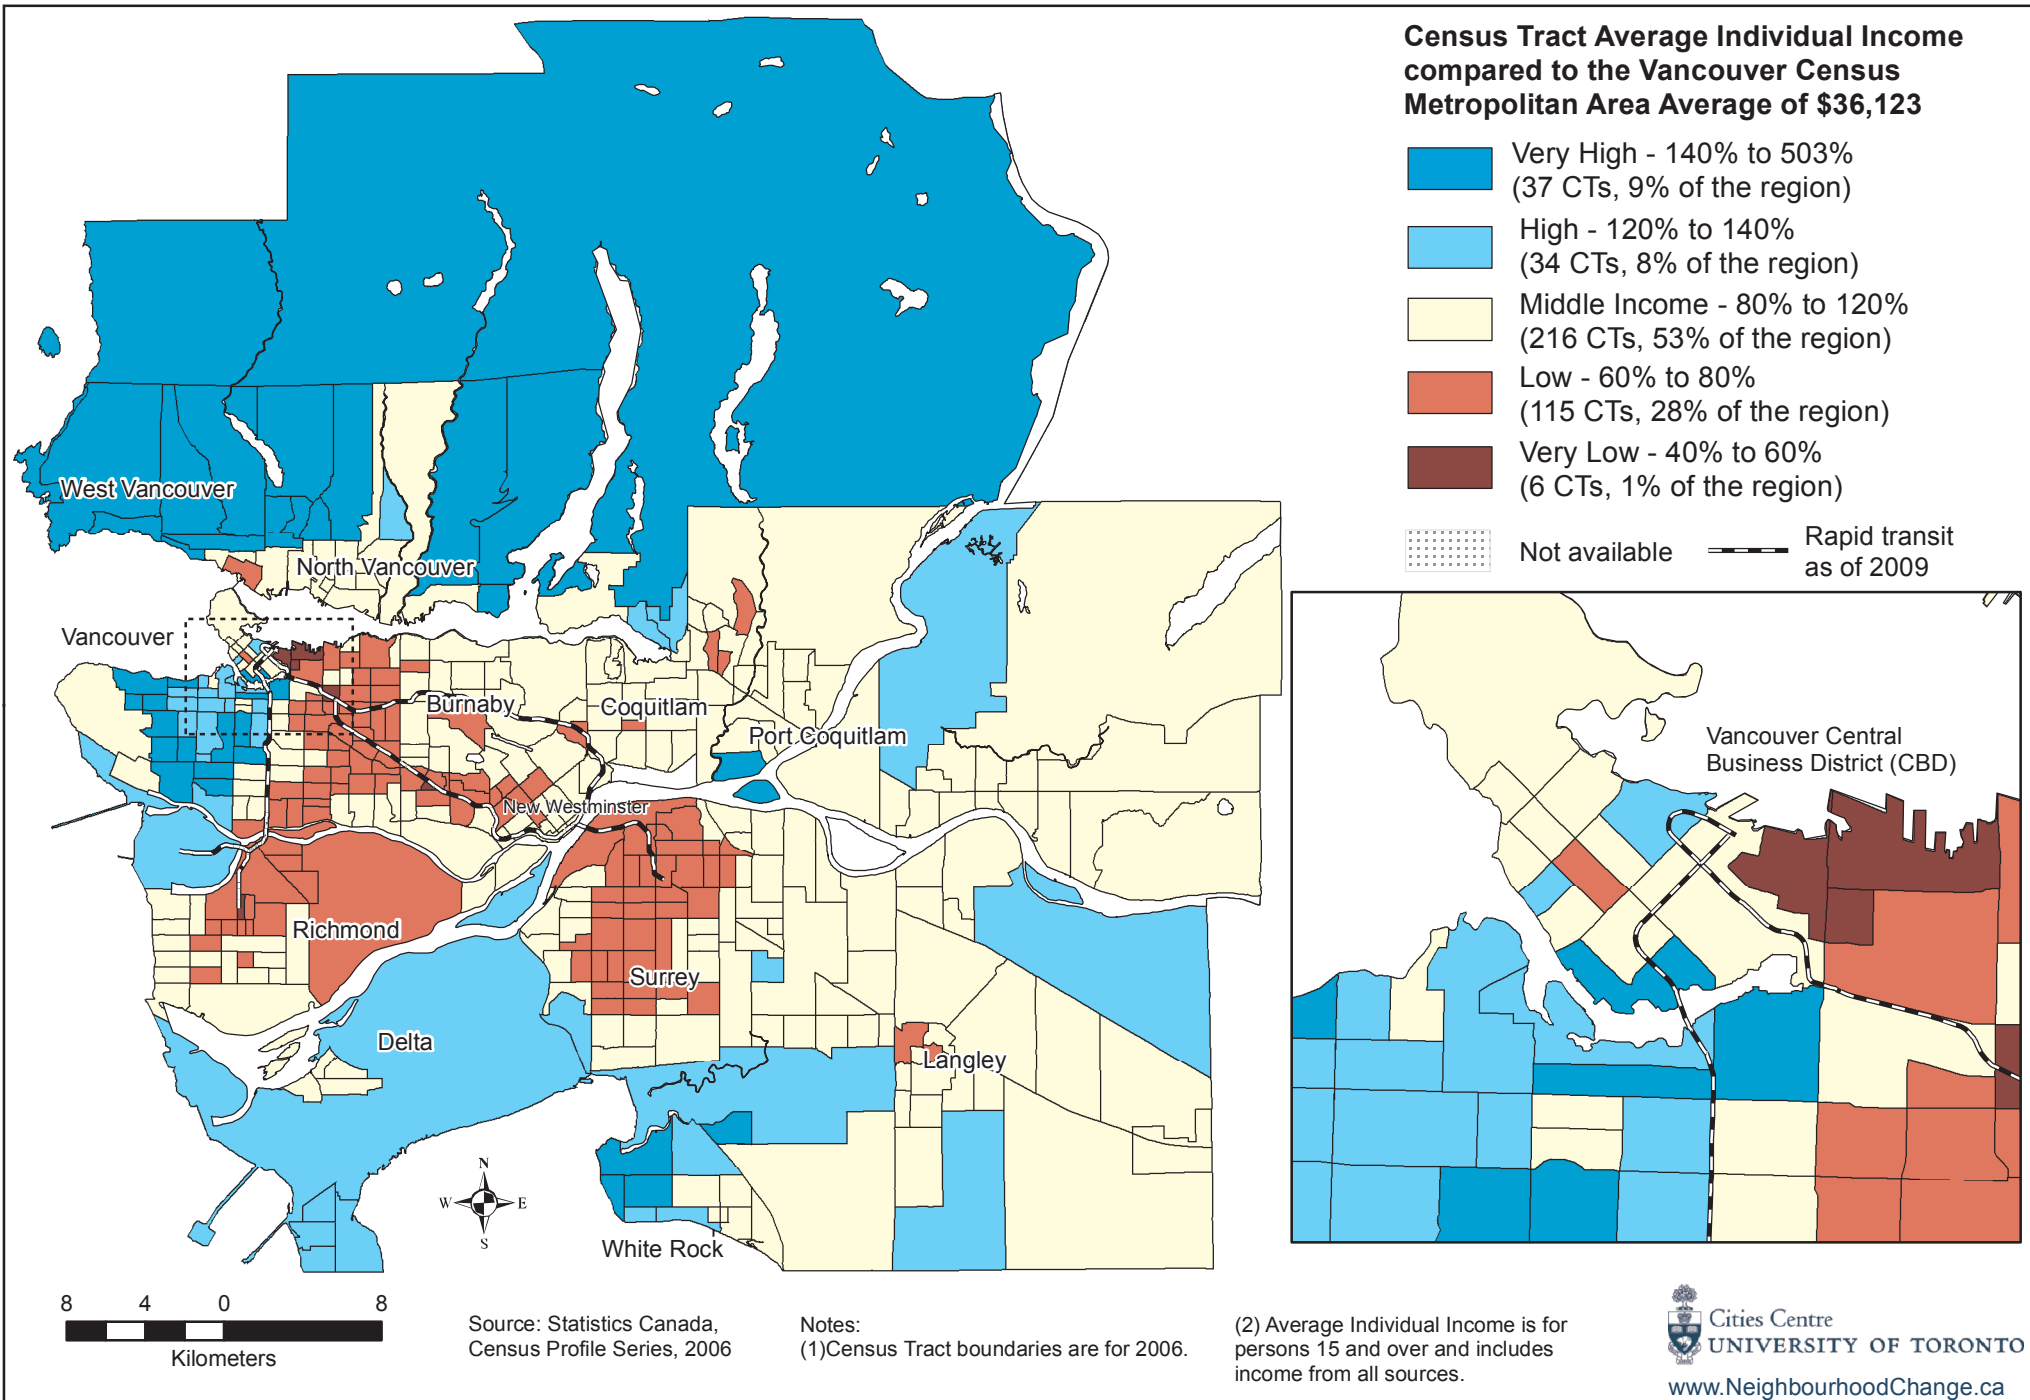 Census Tract Average Individual Income
compared to the Vancouver Census
Metropolitan Area Average of $36,123
Very High - 140% to 503%
(37 CTs, 9% of the region)
High - 120% to 140%
(34 CTs, 8% of the region)
Middle Income - 80% to 120%
(216 CTs, 53% of the region)
Low - 60% to 80%
(115 CTs, 28% of the region)
Very Low - 40% to 60%
(6 CTs, 1% of the region)
Not available
Rapid transit
as of 2009
West Vancouver
North Vancouver
Vancouver
Burnaby
Coquitlam
Port Coquitlam
New Westminster
Richmond
Surrey
Delta
Langley
White Rock
Vancouver Central
Business District (CBD)
N
W
E
S
8 4 0 8
Kilometers
Source: Statistics Canada,
Census Profile Series, 2006
Notes:
(1)Census Tract boundaries are for 2006.
(2) Average Individual Income is for
persons 15 and over and includes
income from all sources.
Cities Centre
UNIVERSITY OF TORONTO
www.NeighbourhoodChange.ca